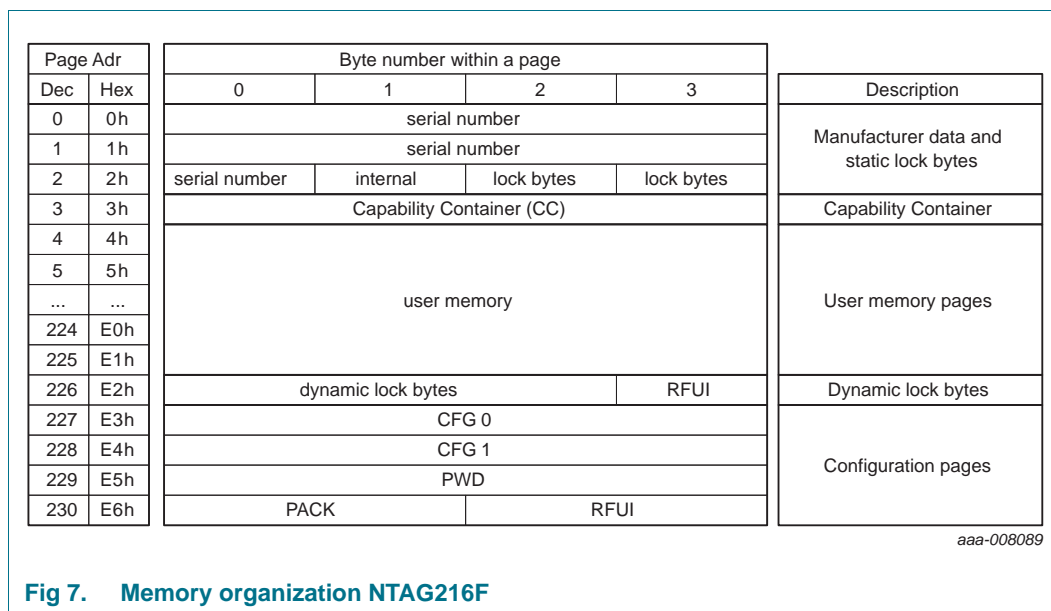 Page Adr Byte number within a page
Dec Hex 0 1 2 3 Description
0 0h serial number
1 1h serial number
Manufacturer data and
static lock bytes
2 2h serial number internal lock bytes lock bytes
3 3h Capability Container (CC) Capability Container
4 4h
5 5h
... ... user memory User memory pages
224 E0h
225 E1h
226 E2h dynamic lock bytes RFUI Dynamic lock bytes
227 E3h CFG 0
228 E4h CFG 1
Configuration pages
229 E5h PWD
230 E6h PACK RFUI
aaa-008089
Fig 7. Memory organization NTAG216F